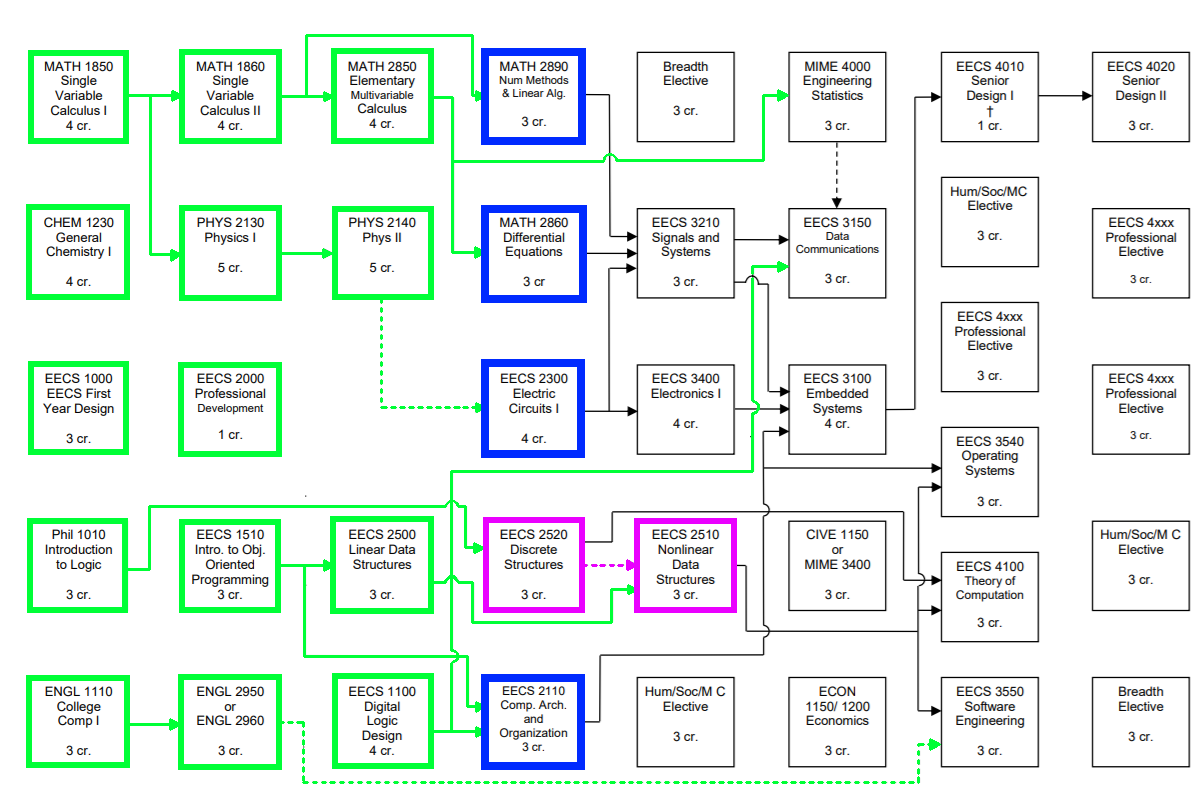 MATH 1850
Single
Variable
Calculus I
4 cr.
MATH 1860
Single
Variable
Calculus II
4 cr.
MATH 2850
Elementary
Multivariable
Calculus
4 cr.
MATH 2890
Num Methods
& Linear Alg.
3 cr.
Breadth
Elective
3 cr.
MIME 4000
Engineering
Statistics
3 cr.
EECS 4010
Senior
Design I
†
1 cr.
EECS 4020
Senior
Design II
3 cr.
CHEM 1230
General
Chemistry I
4 cr.
PHYS 2130
Physics I
5 cr.
PHYS 2140
Phys II
5 cr.
MATH 2860
Differential
Equations
3 cr
EECS 3210
Signals and
Systems
3 cr.
EECS 3150
Data
Communications
3 cr.
Hum/Soc/MC
Elective
3 cr.
EECS 4xxx
Professional
Elective
3 cr.
EECS 4xxx
Professional
Elective
3 cr.
EECS 1000
EECS First
Year Design
3 cr.
EECS 2000
Professional
Development
1 cr.
EECS 2300
Electric
Circuits I
4 cr.
EECS 3400
Electronics I
4 cr.
EECS 3100
Embedded
Systems
4 cr.
EECS 4xxx
Professional
Elective
3 cr.
EECS 3540
Operating
Systems
3 cr.
Phil 1010
Introduction
to Logic
3 cr.
EECS 1510
Intro. to Obj.
Oriented
Programming
3 cr.
EECS 2500
Linear Data
Structures
3 cr.
EECS 2520
Discrete
Structures
3 cr.
EECS 2510
Nonlinear
Data
Structures
3 cr.
CIVE 1150
or
MIME 3400
3 cr.
EECS 4100
Theory of
Computation
3 cr.
Hum/Soc/M C
Elective
3 cr.
ENGL 1110
College
Comp I
3 cr.
ENGL 2950
or
ENGL 2960
3 cr.
EECS 1100
Digital
Logic
Design
4 cr.
EECS 2110
Comp. Arch.
and
Organization
3 cr.
Hum/Soc/M C
Elective
3 cr.
ECON
1150/ 1200
Economics
3 cr.
EECS 3550
Software
Engineering
3 cr.
Breadth
Elective
3 cr.